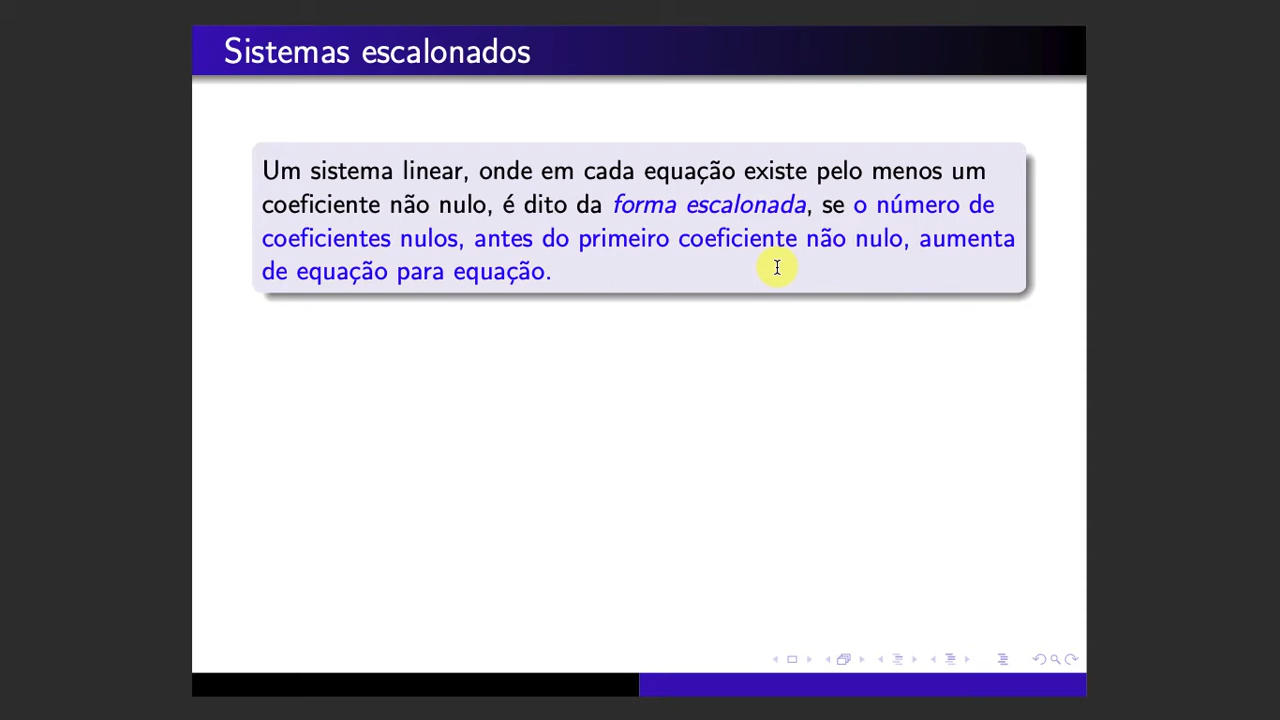 Sistemas escalonados
Um sistema linear, onde em cada equação existe pelo menos um
coeficiente não nulo, é dito da forma escalonada, se o número de
coeficientes nulos, antes do primeiro coeficiente não nulo, aumenta
de equação para equação.